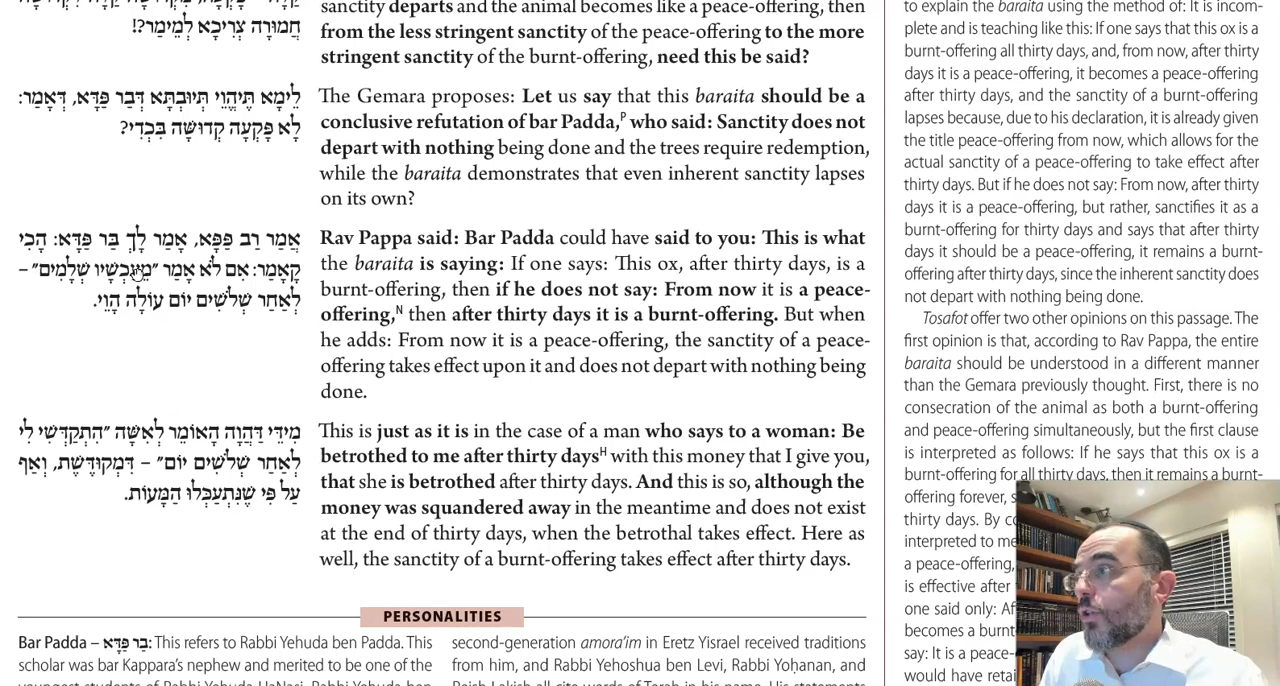 חֲמוּרָה צְרִיכָא לְמֵימַר?!
לֵימָא תֶּיהֱוֵי תְּיוּבְתָּא דְּבַר פַּדָּא, דְּאָמַר:
לָא פָּקְעָה קְדוּשָּׁה בִּכְדִי?
אָמַר רַב פַּפָּא, אָמַר לָךְ בַּר פַּדָּא: הָכִי
קָאָמַר: אִם לֹא אָמַר ״מֵעַכְשָׁיו שְׁלָמִים״ –
לְאַחַר שְׁלֹשִׁים יוֹם עוֹלָה הָוֵי.
מִידֵּי דַּהֲוָה הָאוֹמֵר לְאִשָּׁה ״הִתְקַדְּשִׁי לִי
לְאַחַר שְׁלֹשִׁים יוֹם״ – דִּמְקוּדֶּשֶׁת, וְאַף
עַל פִּי שֶׁנִּתְעַכְּלוּ הַמָּעוֹת.
sanctity departs and the animal becomes like a peace-offering, then
from the less stringent sanctity of the peace-offering to the more
stringent sanctity of the burnt-offering, need this be said?
The Gemara proposes: Let us say that this baraita should be a
conclusive refutation of bar Padda,P who said: Sanctity does not
depart with nothing being done and the trees require redemption,
while the baraita demonstrates that even inherent sanctity lapses
on its own?
Rav Pappa said: Bar Padda could have said to you: This is what
the baraita is saying: If one says: This ox, after thirty days, is a
burnt-offering, then if he does not say: From now it is a peace-
offering,N then after thirty days it is a burnt-offering. But when
he adds: From now it is a peace-offering, the sanctity of a peace-
offering takes effect upon it and does not depart with nothing being
done.
This is just as it is in the case of a man who says to a woman: Be
betrothed to me after thirty daysH with this money that I give you,
that she is betrothed after thirty days. And this is so, although the
money was squandered away in the meantime and does not exist
at the end of thirty days, when the betrothal takes effect. Here as
well, the sanctity of a burnt-offering takes effect after thirty days.
PERSONALITIES
Bar Padda – בַּר פַּדָּא: This refers to Rabbi Yehuda ben Padda. This
scholar was bar Kappara's nephew and merited to be one of the
youngest students of Rabbi Yehuda HaNasi. Rabbi Yehuda ben
second-generation amora'im in Eretz Yisrael received traditions
from him, and Rabbi Yehoshua ben Levi, Rabbi Yoḥanan, and
Reish Lakish all cite words of Torah in his name. His statements
to explain the baraita using the method of: It is incom-
plete and is teaching like this: If one says that this ox is a
burnt-offering all thirty days, and, from now, after thirty
days it is a peace-offering, it becomes a peace-offering
after thirty days, and the sanctity of a burnt-offering
lapses because, due to his declaration, it is already given
the title peace-offering from now, which allows for the
actual sanctity of a peace-offering to take effect after
thirty days. But if he does not say: From now, after thirty
days it is a peace-offering, but rather, sanctifies it as a
burnt-offering for thirty days and says that after thirty
days it should be a peace-offering, it remains a burnt-
offering after thirty days, since the inherent sanctity does
not depart with nothing being done.
Tosafot offer two other opinions on this passage. The
first opinion is that, according to Rav Pappa, the entire
baraita should be understood in a different manner
than the Gemara previously thought. First, there is no
consecration of the animal as both a burnt-offering
and peace-offering simultaneously, but the first clause
is interpreted as follows: If he says that this ox is a
burnt-offering for all thirty days, then it remains a burnt-
offering forever,
thirty days. By
interpreted to me
a peace-offering,
is effective after
one said only:
becomes a burnt
say: It is a peace-
would have